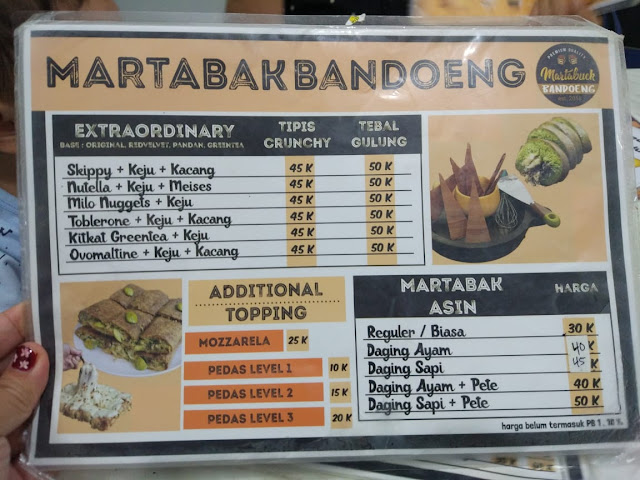 MARTABAKBANDOENG
PREMIUM QUALITY
Martabuck
BANDOENG
EXTRAORDINARY
BASE : ORIGINAL, REDVELVET, PANDAN, GREENTEA
TIPIS CRUNCHY
TEBAL GULUNG
Skippy + Keju + Kacang 45 K 50 K
Nutella + Keju + Meises 45 K 50 K
Milo Nuggets + Keju 45 K 50 K
Toblerone + Keju + Kacang 45 K 50 K
Kitkat Greentea + Keju 45 K 50 K
Ovomaltine + Keju + Kacang 45 K 50 K
ADDITIONAL
TOPPING
MOZZARELA 25 K
PEDAS LEVEL 1 10 K
PEDAS LEVEL 2 15 K
PEDAS LEVEL 3 20 K
MARTABAK
ASIN
HARGA
Reguler / Biasa 30 K
Daging Ayam 40 K
Daging Sapi 45 K
Daging Ayam + Pete 40 K
Daging Sapi + Pete 50 K
harga belum termasuk PB 1, 10 %